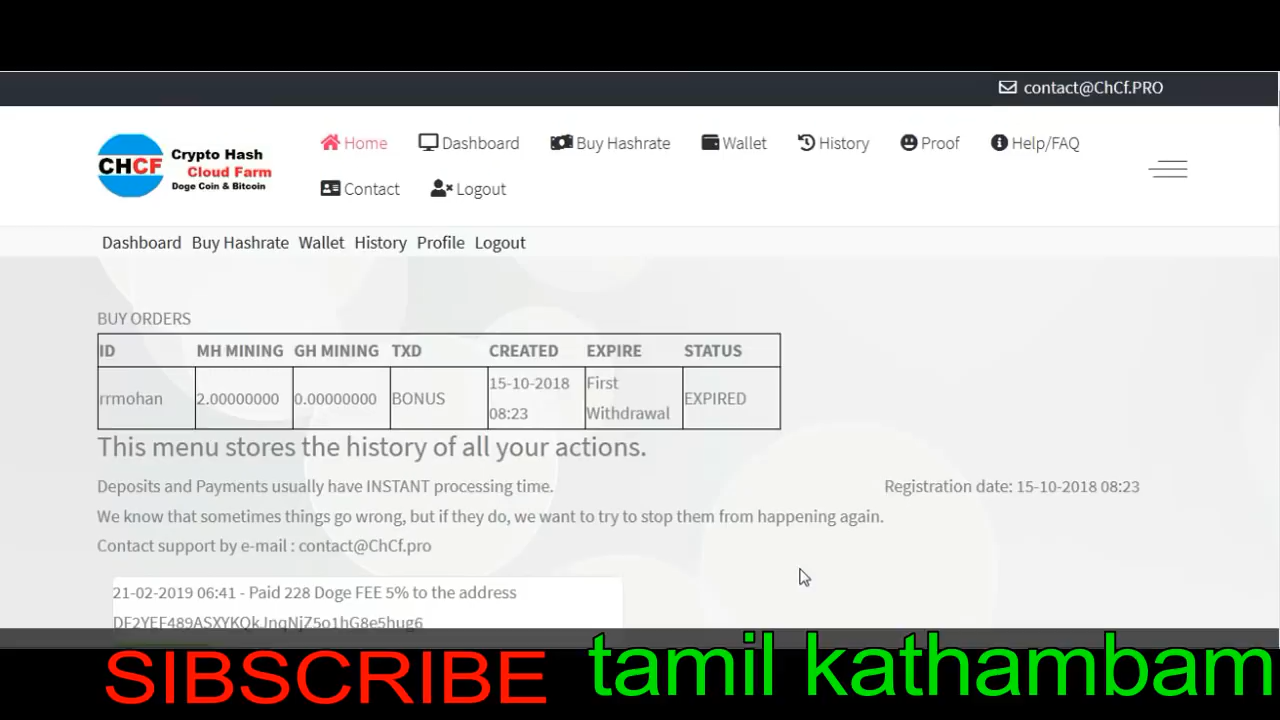 contact@ChCf.PRO
CHCF Crypto Hash
Cloud Farm
Doge Coin & Bitcoin
Home Dashboard Buy Hashrate Wallet History Proof Help/FAQ
Contact Logout
Dashboard Buy Hashrate Wallet History Profile Logout
BUY ORDERS
ID MH MINING GH MINING TXD CREATED EXPIRE STATUS
rrmohan 2.00000000 0.00000000 BONUS 15-10-2018 08:23 First Withdrawal EXPIRED
This menu stores the history of all your actions.
Deposits and Payments usually have INSTANT processing time. Registration date: 15-10-2018 08:23
We know that sometimes things go wrong, but if they do, we want to try to stop them from happening again.
Contact support by e-mail : contact@ChCf.pro
21-02-2019 06:41 - Paid 228 Doge FEE 5% to the address
SIBSCRIBE tamil kathambam